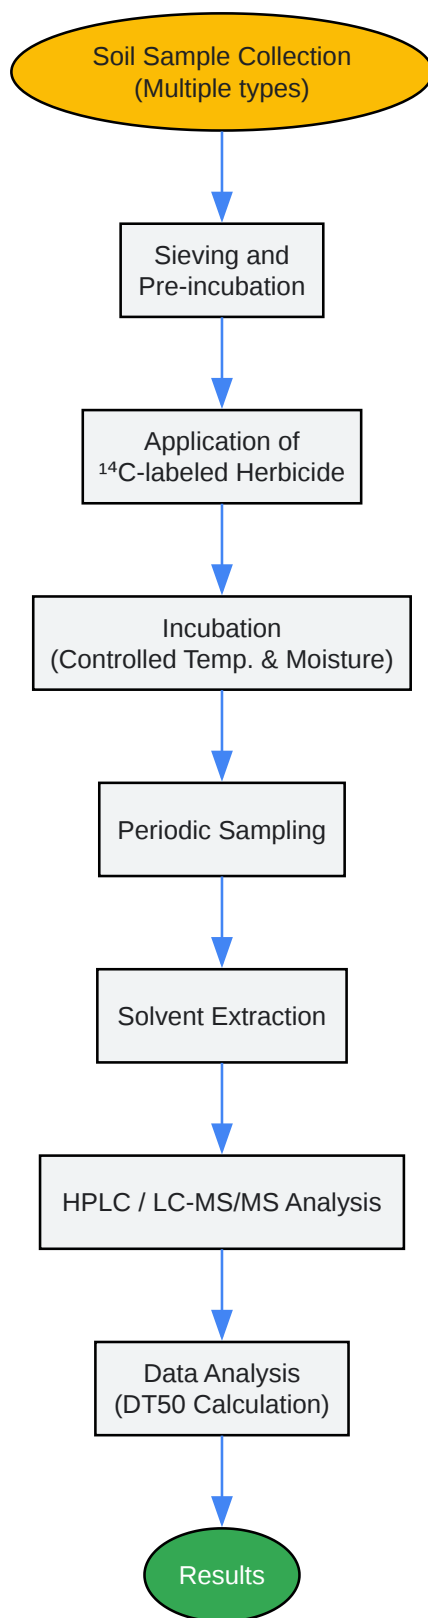 Soil Sample Collection
(Multiple types)
Sieving and
Pre-incubation
Application of
¹⁴C-labeled Herbicide
Incubation
(Controlled Temp. & Moisture)
Periodic Sampling
Solvent Extraction
HPLC / LC-MS/MS Analysis
Data Analysis
(DT50 Calculation)
Results